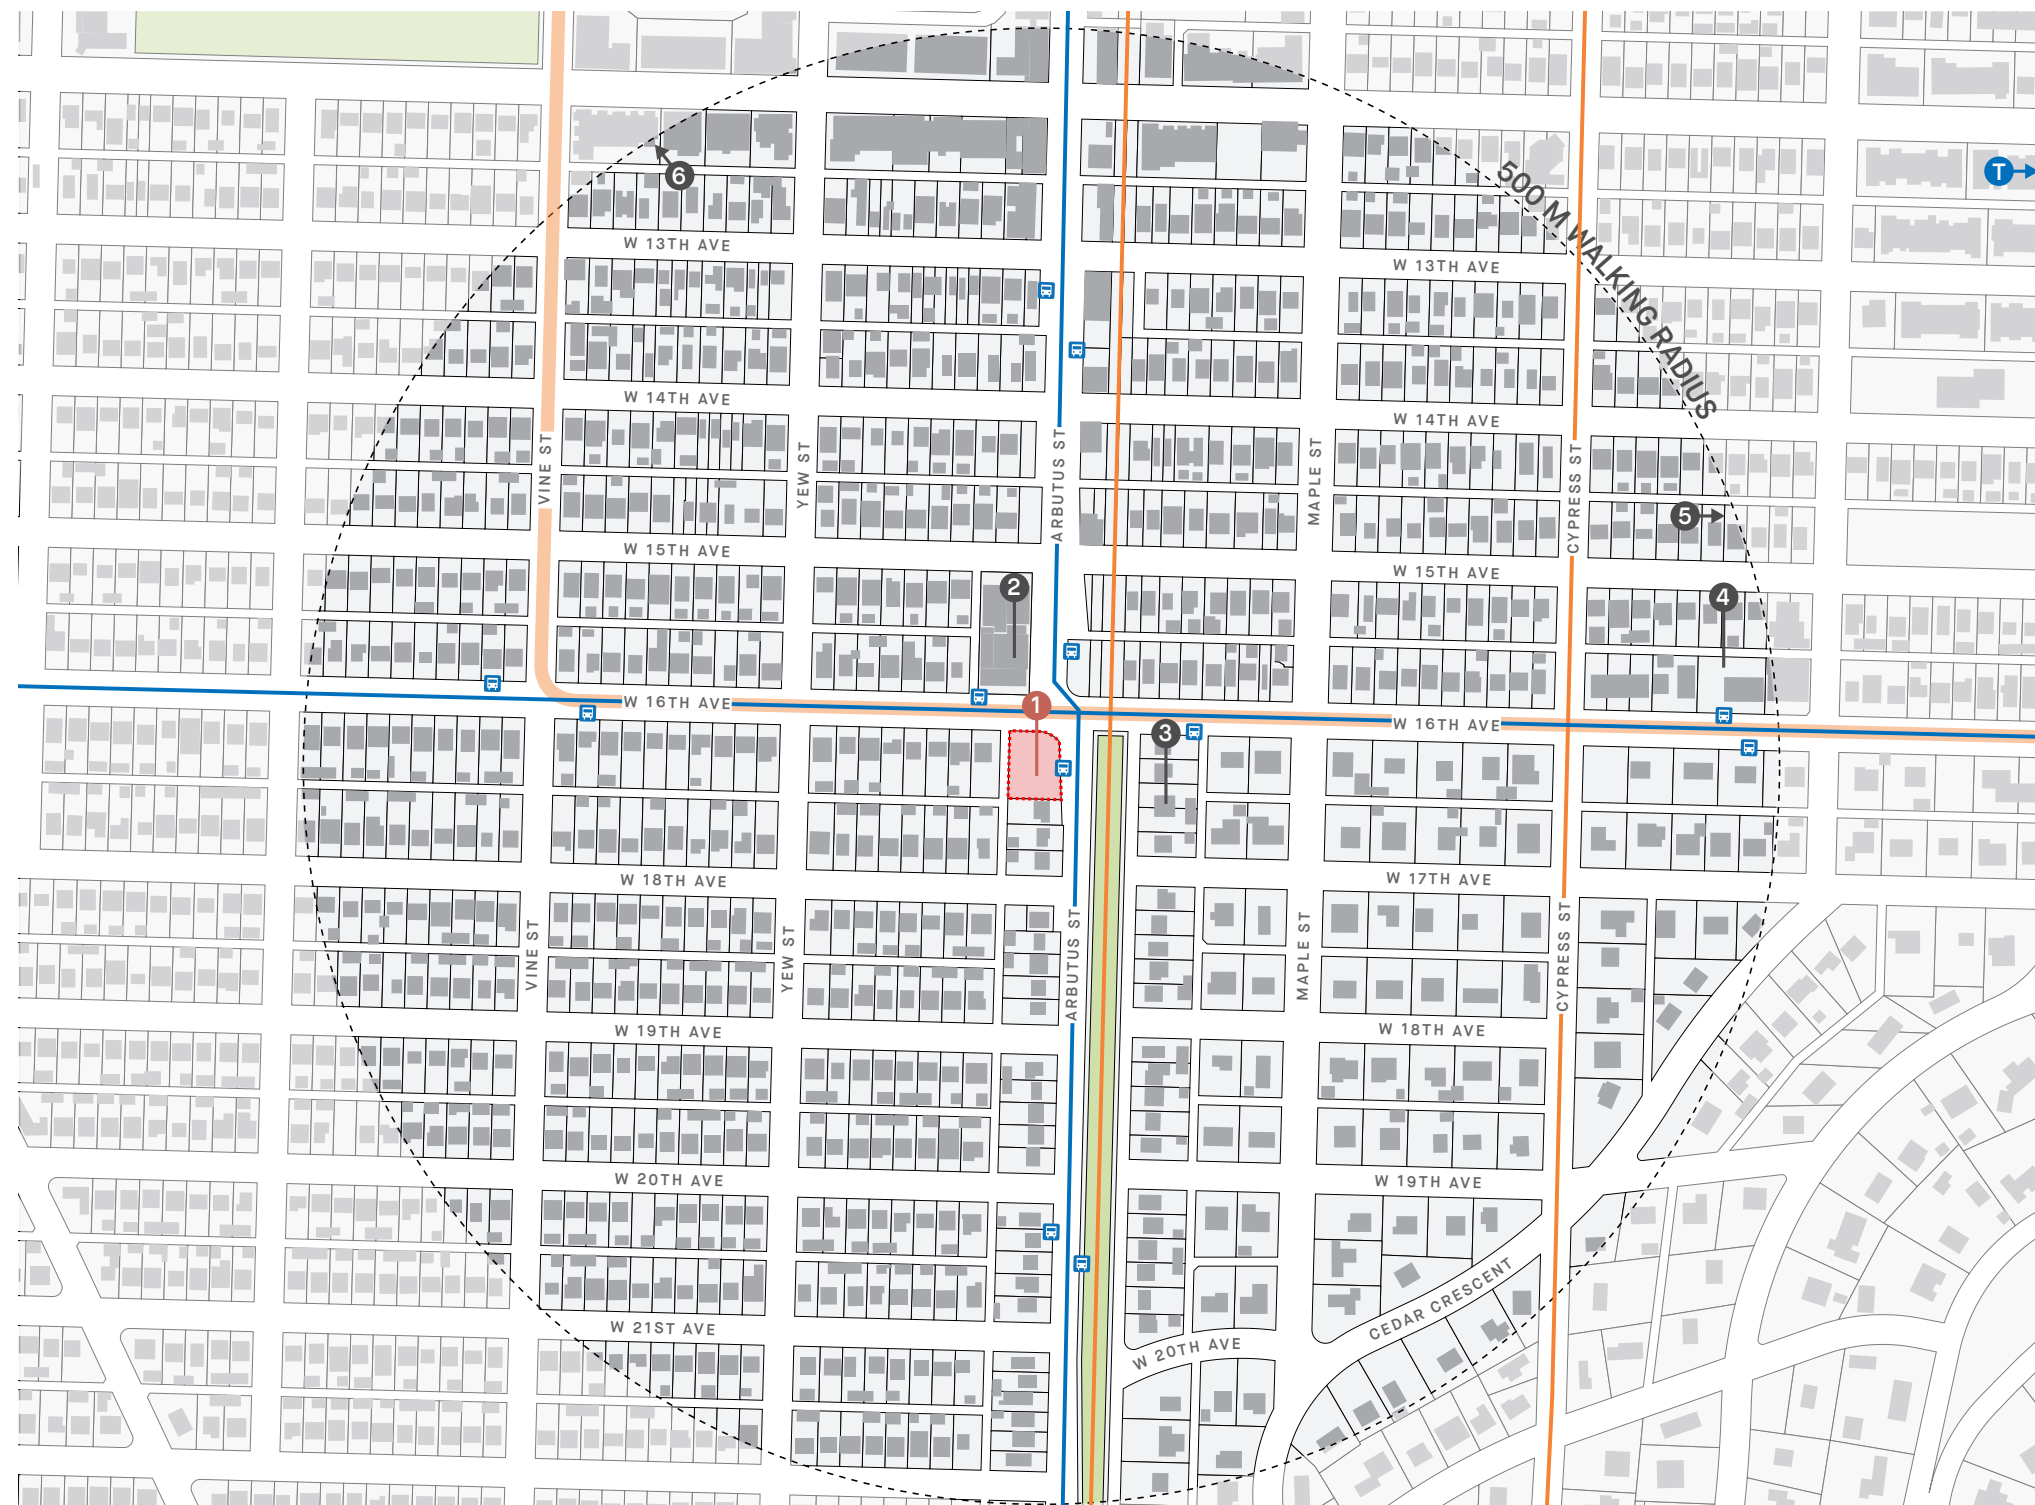 T
6
500 M WALKING RADIUS
W 13TH AVE
W 13TH AVE
W 14TH AVE
W 14TH AVE
VINE ST
YEW ST
ARBUTUS ST
MAPLE ST
CYPRESS ST
5
W 15TH AVE
W 15TH AVE
2
4
W 16TH AVE
1
W 16TH AVE
3
W 18TH AVE
W 17TH AVE
VINE ST
YEW ST
ARBUTUS ST
MAPLE ST
CYPRESS ST
W 19TH AVE
W 18TH AVE
W 20TH AVE
W 19TH AVE
CEDAR CRESCENT
W 21ST AVE
W 20TH AVE